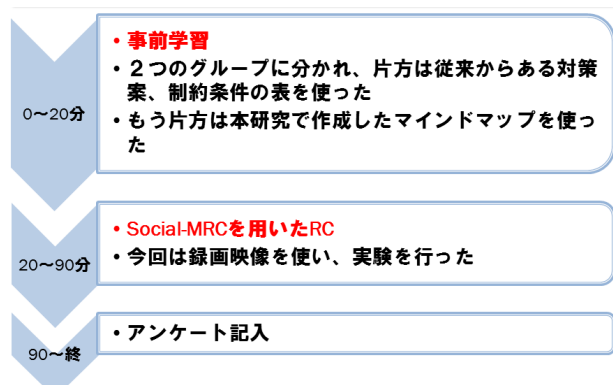 0～20分
・事前学習
・２つのグループに分かれ、片方は従来からある対策
案、制約条件の表を使った
・もう片方は本研究で作成したマインドマップを使っ
た
20～90分
・Social-MRCを用いたRC
・今回は録画映像を使い、実験を行った
90～終
・アンケート記入